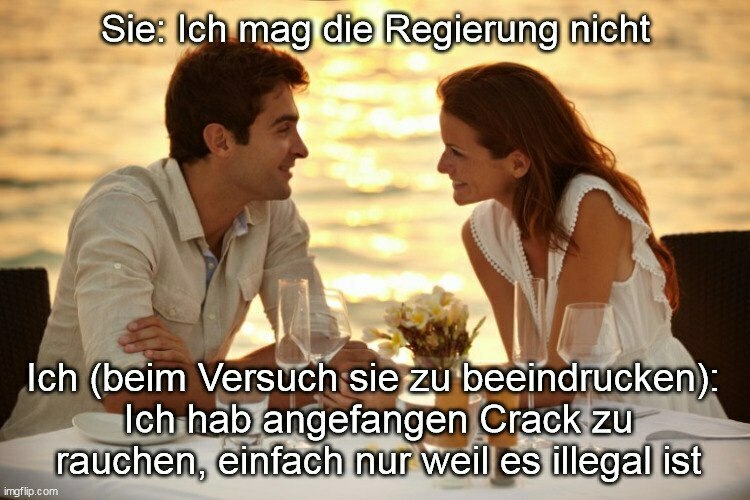 Sie: Ich mag die Regierung nicht
Ich (beim Versuch sie zu beeindrucken):
Ich hab angefangen Crack zu
rauchen, einfach nur weil es illegal ist
imgflip.com